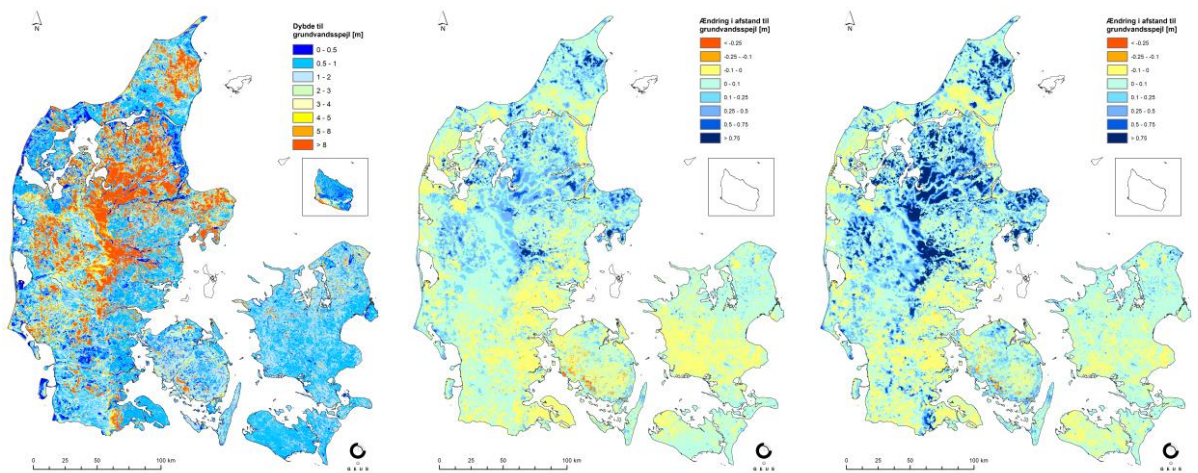 N
Dybde til
grundvandsspejl [m]
0 - 0.5
0.5 - 1
1 - 2
2 - 3
3 - 4
4 - 5
5 - 8
> 8
0 25 50 100 km
G E U S
N
Ændring i afstand til
grundvandsspejl [m]
< -0.25
-0.25 - -0.1
-0.1 - 0
0 - 0.1
0.1 - 0.25
0.25 - 0.5
0.5 - 0.75
> 0.75
0 25 50 100 km
G E U S
N
Ændring i afstand til
grundvandsspejl [m]
< -0.25
-0.25 - -0.1
-0.1 - 0
0 - 0.1
0.1 - 0.25
0.25 - 0.5
0.5 - 0.75
> 0.75
0 25 50 100 km
G E U S